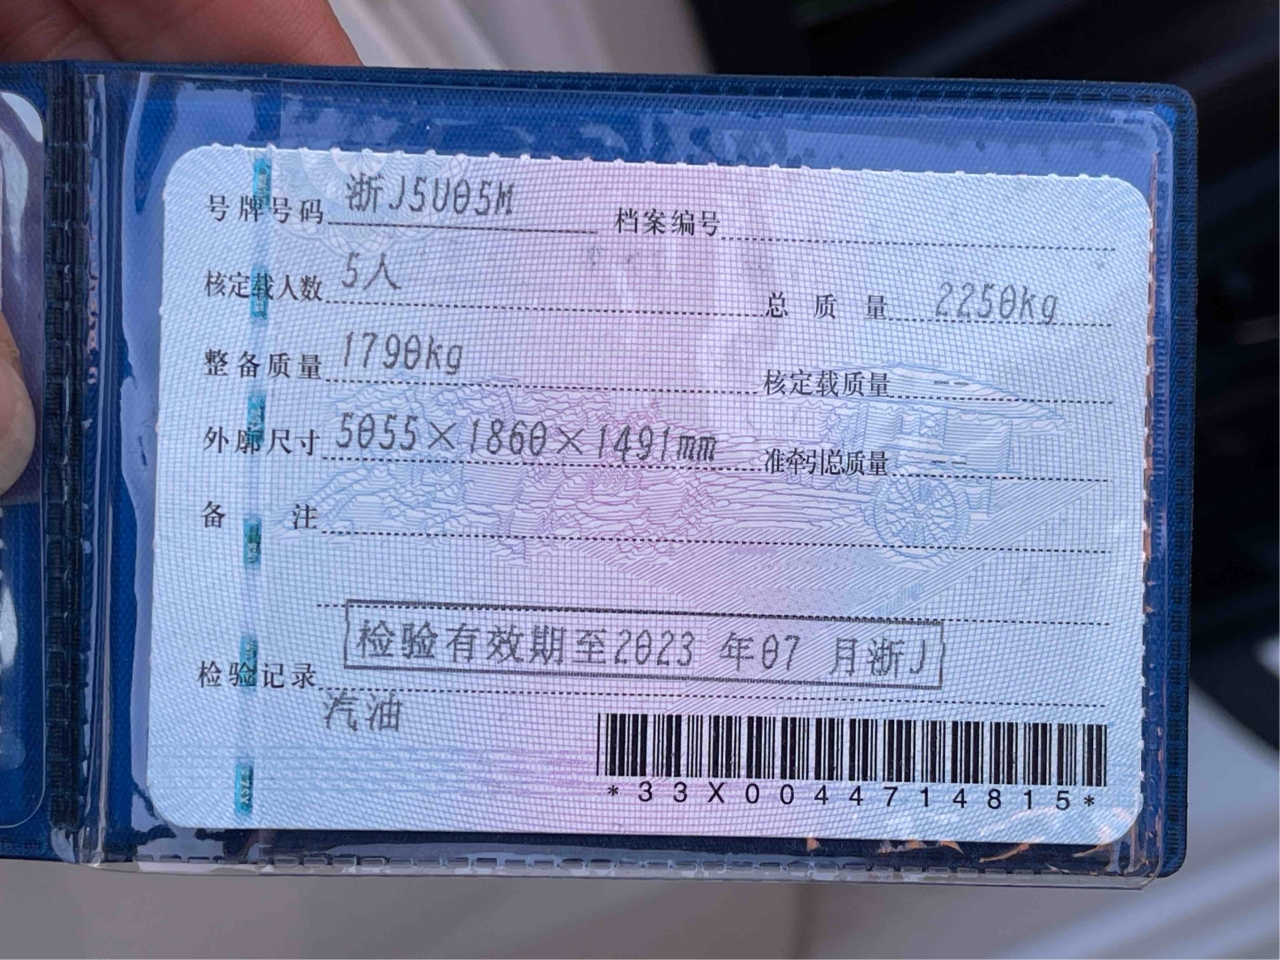 号牌号码 浙J5U05M 档案编号
核定载人数 5人 总质量 2250kg
整备质量 1790kg 核定载质量 --
外廓尺寸 5055×1860×1491mm 准牵引总质量 --
备注
检验记录 检验有效期至2023 年07 月浙J
汽油
*33X0044714815*